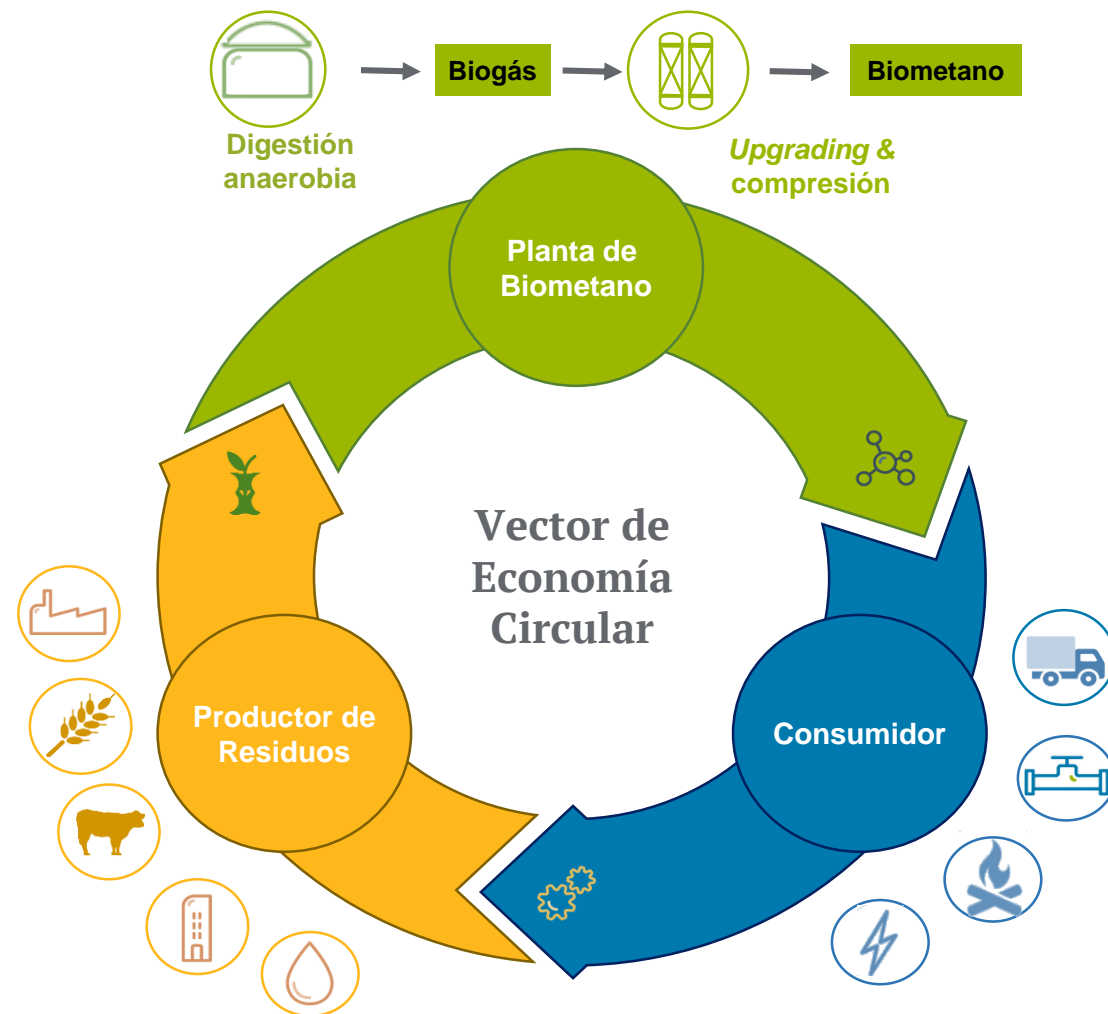 Biogás
Biometano
Digestión
anaerobia
Upgrading &
compresión
Planta de
Biometano
Vector de
Economía
Circular
Productor de
Residuos
Consumidor